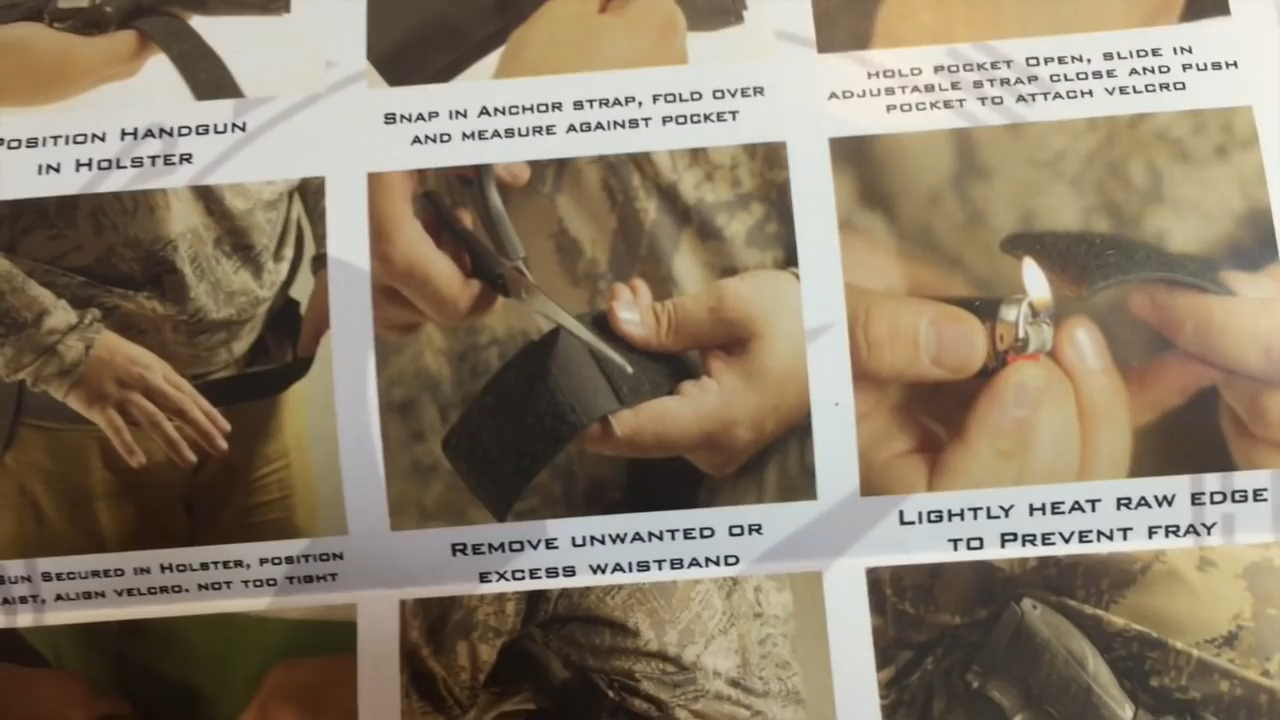 Position Handgun
in Holster
Snap in Anchor strap, fold over
and measure against pocket
Hold pocket Open, slide in
adjustable strap close and push
pocket to attach velcro
Secured in Holster, position
align velcro. Not too tight
Remove unwanted or
excess waistband
Lightly heat raw edge
to Prevent fray